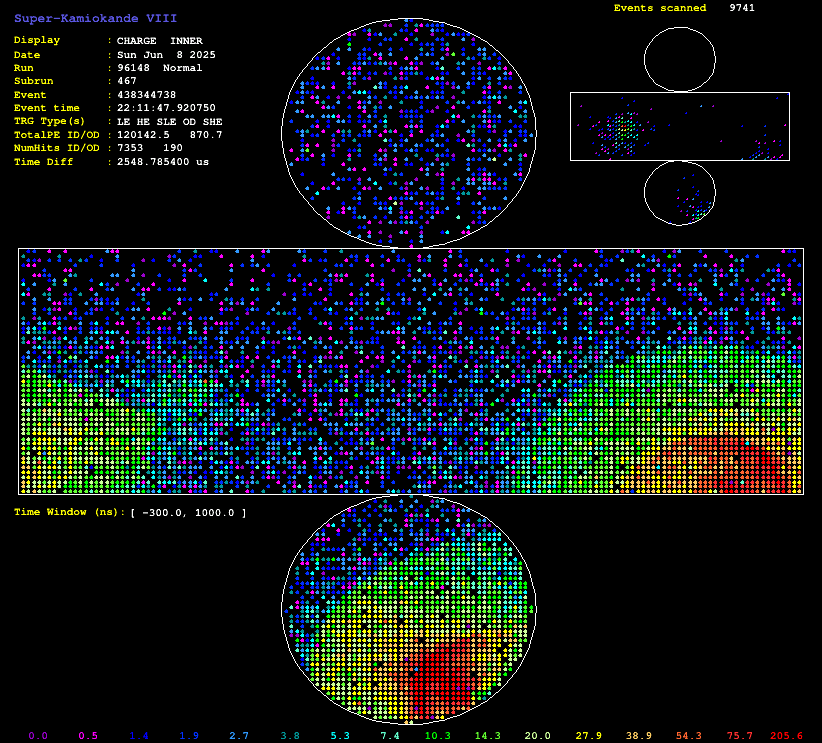 Super-Kamiokande VIII
Events scanned 9741
Display : CHARGE INNER
Date : Sun Jun 8 2025
Run : 96148 Normal
Subrun : 467
Event : 438344738
Event time : 22:11:47.920750
TRG Type(s) : LE HE SLE OD SHE
TotalPE ID/OD : 120142.5 870.7
NumHits ID/OD : 7353 190
Time Diff : 2548.785400 us
Time Window (ns): [ -300.0, 1000.0 ]
0.0 0.5 1.4 1.9 2.7 3.8 5.3 7.4 10.3 14.3 20.0 27.9 38.9 54.3 75.7 205.6